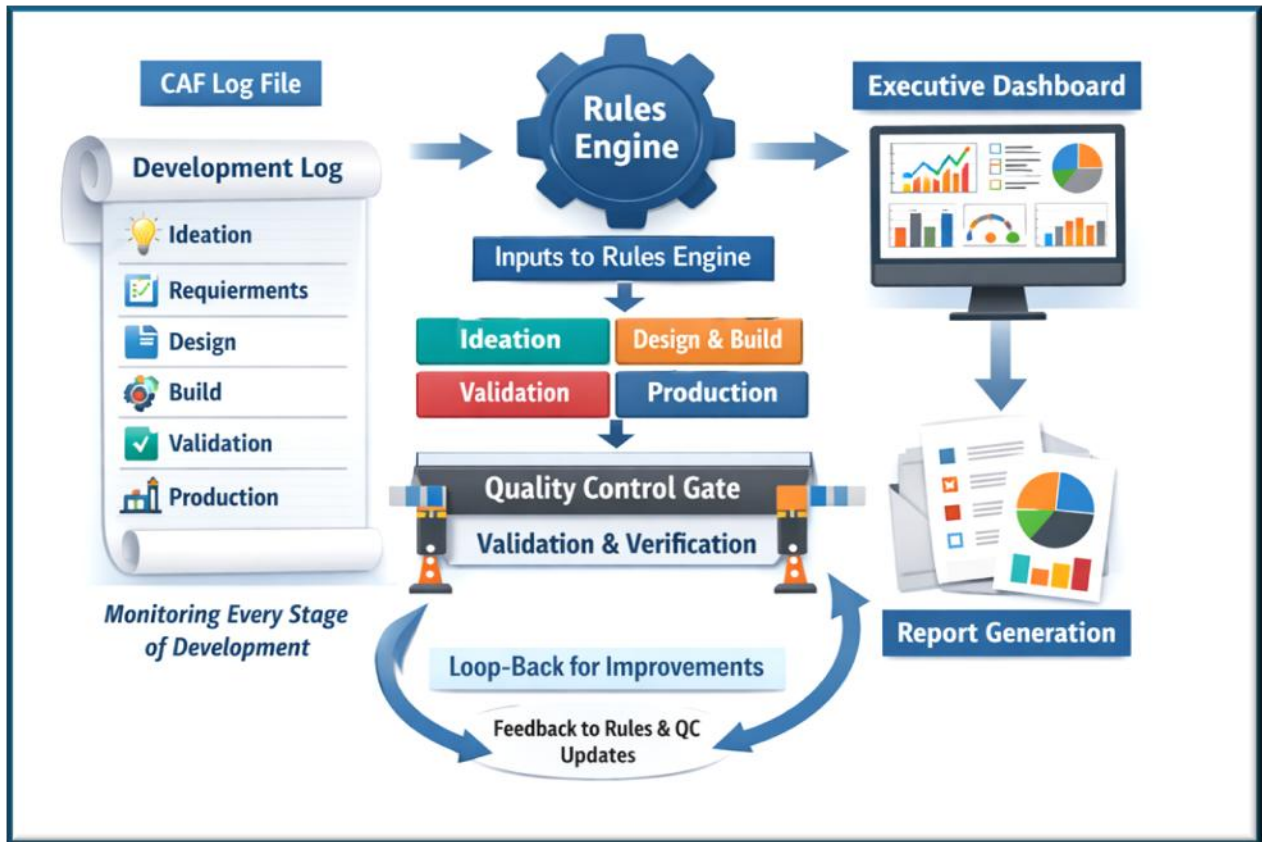 CAF Log File
Development Log
Ideation
Requierments
Design
Build
Validation
Production
Monitoring Every Stage
of Development
Rules
Engine
Inputs to Rules Engine
Ideation
Design & Build
Validation
Production
Quality Control Gate
Validation & Verification
Loop-Back for Improvements
Feedback to Rules & QC
Updates
Executive Dashboard
Report Generation